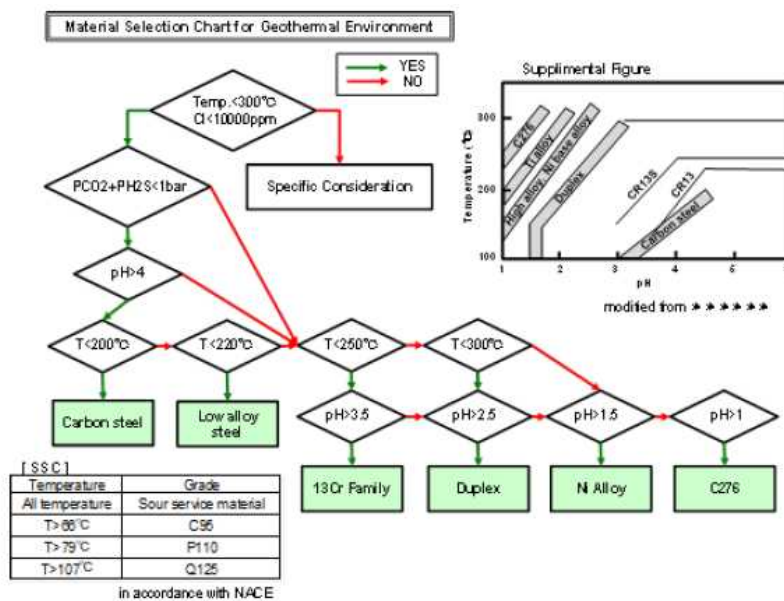 Material Selection Chart for Geothermal Environment
YES
NO
Temp.<300℃
Cl<10000ppm
PCO2+PH2S<1bar
Specific Consideration
pH>4
T<200℃
T<220℃
T<250℃
T<300℃
Carbon steel
Low alloy
steel
pH>3.5
pH>2.5
pH>1.5
pH>1
13Cr Family
Duplex
Ni Alloy
C276
Supplimental Figure
Temperature (℃)
300
200
100
C276
Ti alloy
High alloy, Ni base alloy
Duplex
CR13S
CR13
Carbon steel
1
2
3
4
6
pH
modified from * * * * * *
[SSC]
Temperature
Grade
All temperature
Sour service material
T>66℃
C95
T>79℃
P110
T>107℃
Q125
in accordance with NACE